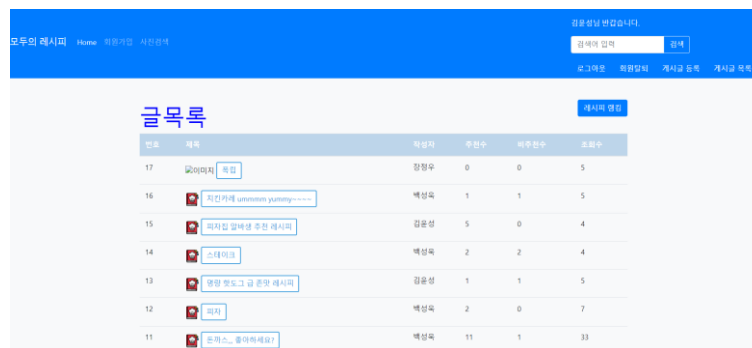 김윤성님 반갑습니다.
모두의 레시피 Home 회원가입 사진검색
검색어 입력 검색
로그아웃 회원탈퇴 게시글 등록 게시글 목록
글목록
레시피 랭킹
번호 제목 작성자 추천수 비추천수 조회수
17 이미지 장정우 0 0 5
16 치킨카레 ummmm yummy~~~~ 백성욱 1 1 5
15 피자집 알바생 추천 레시피 김윤성 5 0 4
14 스테이크 백성욱 2 2 4
13 명랑 핫도그 급 존맛 레시피 김윤성 1 1 5
12 피자 백성욱 2 0 7
11 돈까스,, 좋아하세요? 백성욱 11 1 33